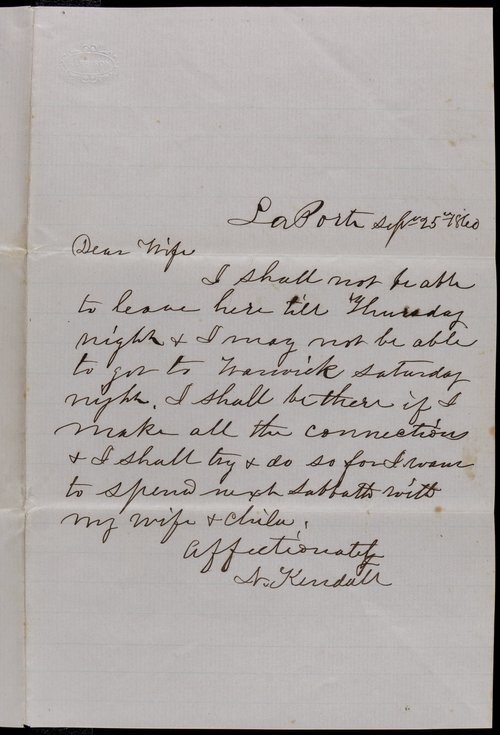 La Porte Sept 25th 1860
Dear Wife
I shall not be able
to leave here till Thursday
night & I may not be able
to get to Warwick Saturday
night. I shall be there if I
make all the connections
& I shall try & do so for I want
to spend next Sabbath with
my wife & child.
Affectionately
N. Kendall